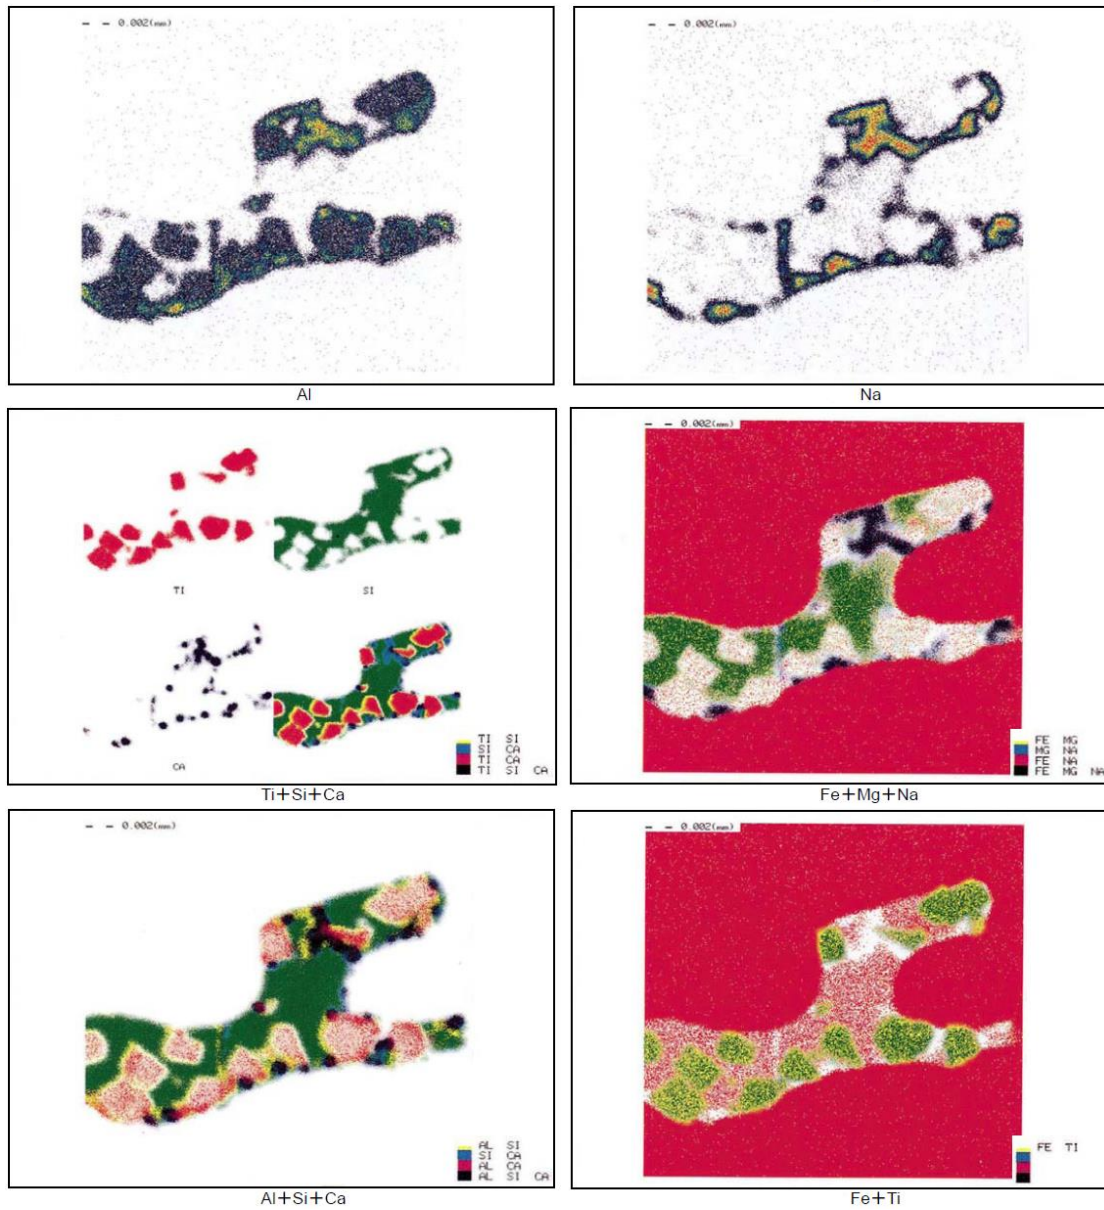 0.002(mm)
Al
0.002(mm)
Na
TI
SI
CA
TI SI
SI CA
TI CA
TI SI CA
Ti+Si+Ca
0.002(mm)
FE MG
MG NA
FE NA
FE MG NA
Fe+Mg+Na
0.002(mm)
AL SI
SI CA
AL CA
AL SI CA
Al+Si+Ca
0.002(mm)
FE TI
Fe+Ti